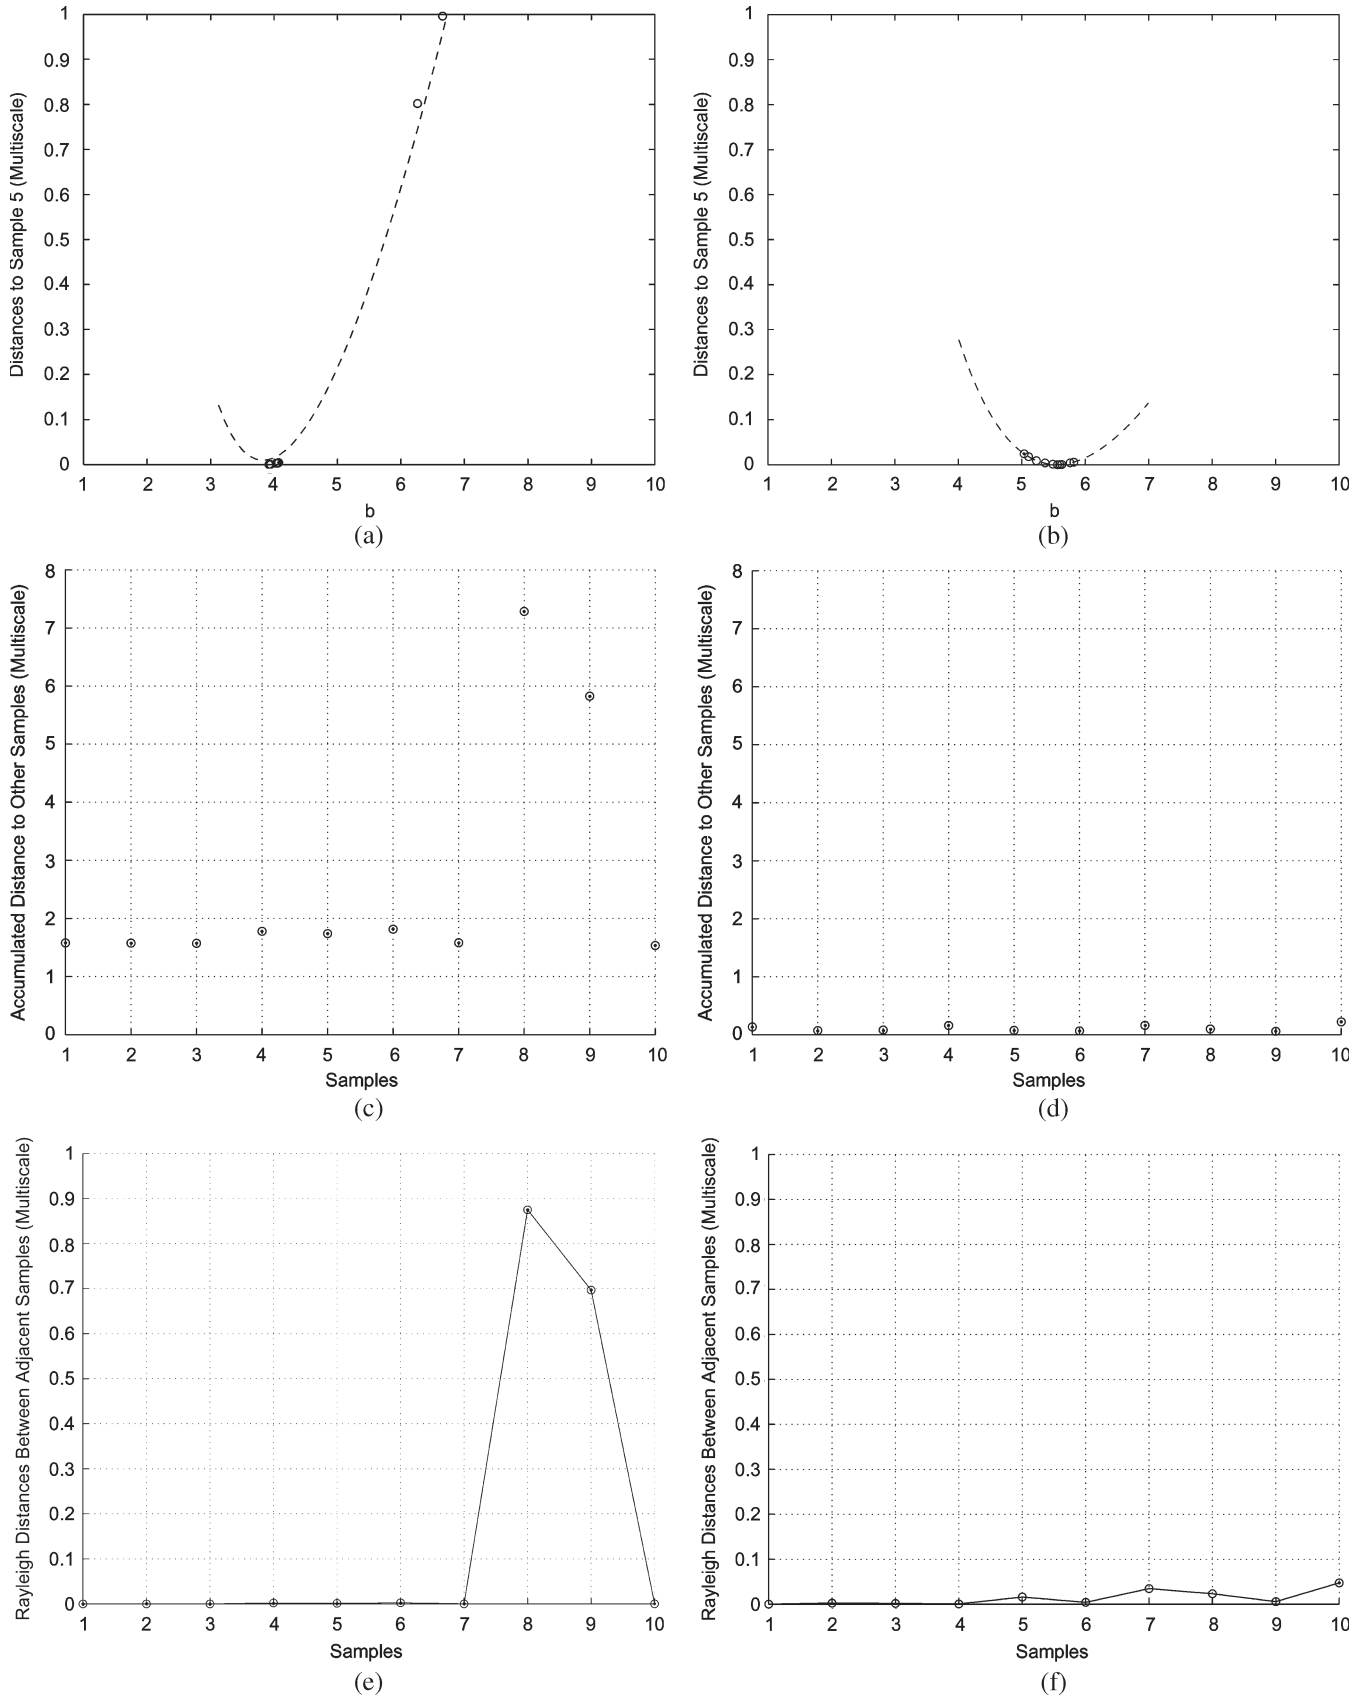 Distances to Sample 5 (Multiscale)
1
0.9
0.8
0.7
0.6
0.5
0.4
0.3
0.2
0.1
0
1 2 3 4 5 6 7 8 9 10
b
(a)
Distances to Sample 5 (Multiscale)
1
0.9
0.8
0.7
0.6
0.5
0.4
0.3
0.2
0.1
0
1 2 3 4 5 6 7 8 9 10
b
(b)
Accumulated Distance to Other Samples (Multiscale)
8
7
6
5
4
3
2
1
0
1 2 3 4 5 6 7 8 9 10
Samples
(c)
Accumulated Distance to Other Samples (Multiscale)
8
7
6
5
4
3
2
1
0
1 2 3 4 5 6 7 8 9 10
Samples
(d)
Rayleigh Distances Between Adjacent Samples (Multiscale)
1
0.9
0.8
0.7
0.6
0.5
0.4
0.3
0.2
0.1
0
1 2 3 4 5 6 7 8 9 10
Samples
(e)
Rayleigh Distances Between Adjacent Samples (Multiscale)
1
0.9
0.8
0.7
0.6
0.5
0.4
0.3
0.2
0.1
0
1 2 3 4 5 6 7 8 9 10
Samples
(f)